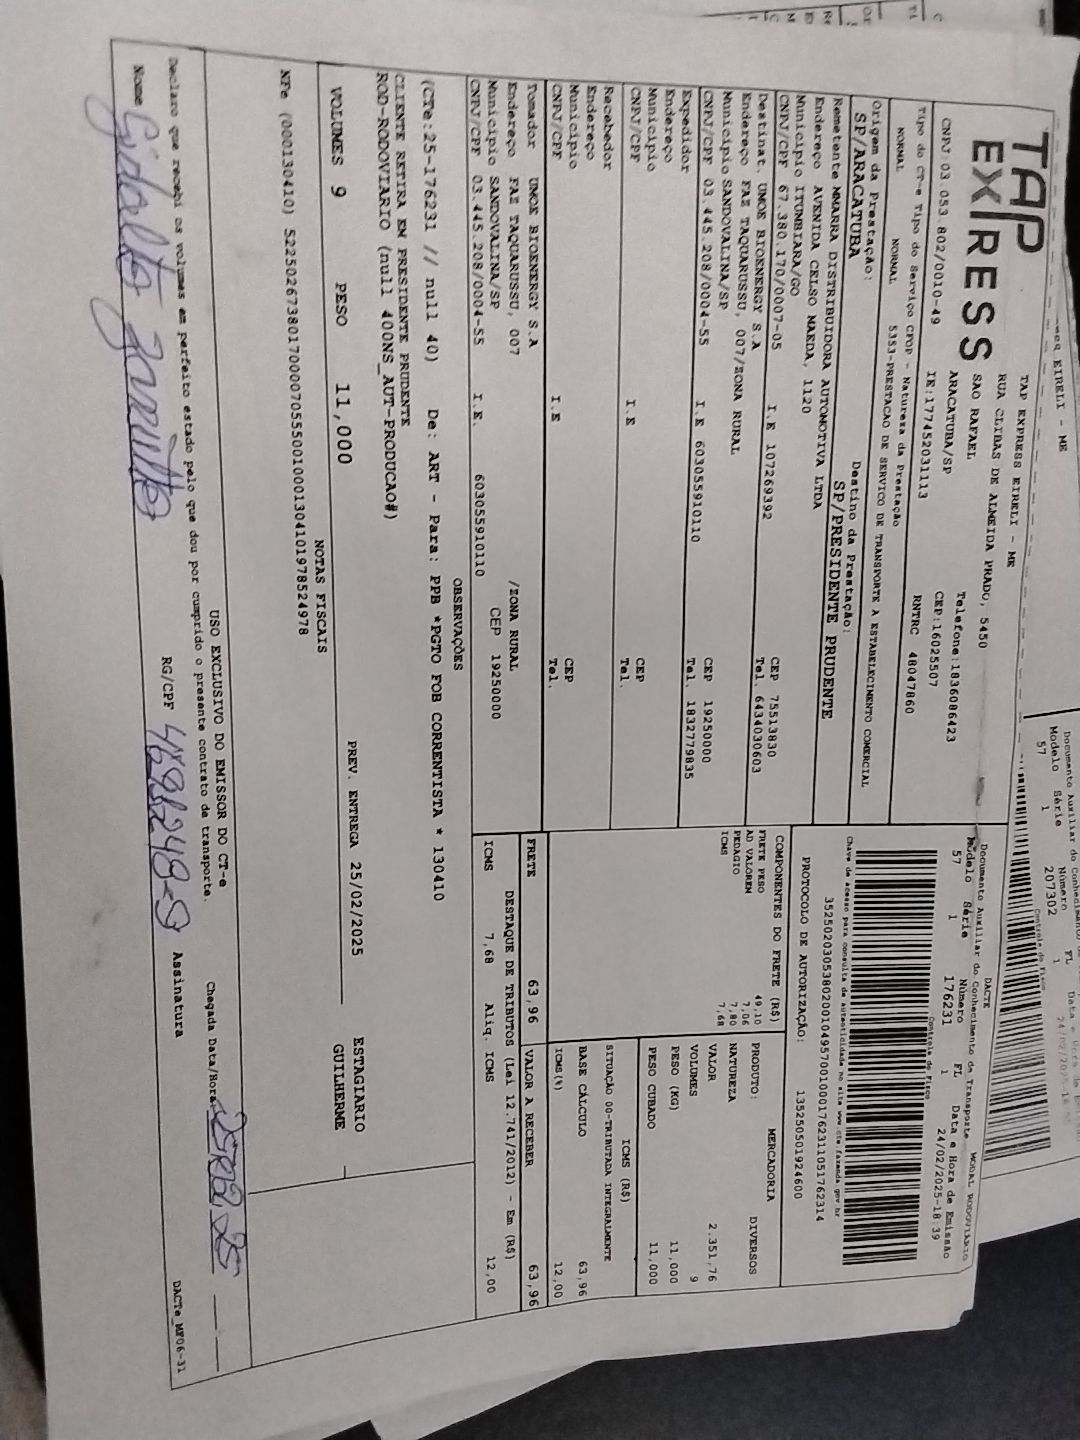 TAP EXPRESS
TAP EXPRESS EIRELI - ME
RUA CLIBAS DE ALMEIDA PRADO, 5450
SAO RAFAEL Telefone:1836086423
ARACATUBA/SP CEP:16025507
CNPJ:03.053.802/0010-49 IE:177452031113 RNTRC 48047860
Tipo do CT-e Tipo do Serviço CFOP - Natureza da Prestação
NORMAL NORMAL 5353-PRESTACAO DE SERVICO DE TRANSPORTE A ESTABELECIMENTO COMERCIAL
Origem da Prestação: Destino da Prestação:
SP/ARACATUBA SP/PRESIDENTE PRUDENTE
Remetente MMARRA DISTRIBUIDORA AUTOMOTIVA LTDA
Endereço AVENIDA CELSO MAEDA, 1120
Município ITUMBIARA/GO CEP 75513830
CNPJ/CPF 67.380.170/0007-05 I.E 107269392 Tel. 6434030603
Destinat. UMOE BIOENERGY S.A
Endereço FAZ TAQUARUSSU, 007/ZONA RURAL
Município SANDOVALINA/SP CEP 19250000
CNPJ/CPF 03.445.208/0004-55 I.E 603055910110 Tel. 1832779835
Expedidor
Endereço
Município CEP
CNPJ/CPF I.E Tel.
Recebedor
Endereço
Município CEP
CNPJ/CPF I.E Tel.
Tomador UMOE BIOENERGY S.A
Endereço FAZ TAQUARUSSU, 007 /ZONA RURAL
Município SANDOVALINA/SP CEP 19250000
CNPJ/CPF 03.445.208/0004-55 I.E. 603055910110
OBSERVAÇÕES
(CTe:25-176231 // null 40) De: ART - Para: PPB *PGTO FOB CORRENTISTA * 130410
CLIENTE RETIRA EM PRESIDENTE PRUDENTE
ROD-RODOVIARIO (null 400NS_AUT-PRODUCAO#)
DACTE
Documento Auxiliar do Conhecimento de Transporte MODAL RODOVIÁRIO
Modelo Série Número FL Data e Hora de Emissão
57 1 176231 1 24/02/2025-18:39
Controle do Fisco
Chave de acesso para consulta de autenticidade no site www.cte.fazenda.gov.br
35250203053802001049570010001762311051762314
PROTOCOLO DE AUTORIZAÇÃO: 135250501924600
COMPONENTES DO FRETE (R$)
FRETE PESO 49,10
AD VALOREM 7,06
PEDAGIO 7,80
ICMS 7,68
MERCADORIA
PRODUTO: DIVERSOS
NATUREZA
VALOR 2.351,76
VOLUMES 9
PESO (KG) 11,000
PESO CUBADO 11,000
ICMS (R$)
SITUAÇÃO 00-TRIBUTADA INTEGRALMENTE
BASE CÁLCULO 63,96
ICMS(%) 12,00
FRETE 63,96 VALOR A RECEBER 63,96
DESTAQUE DE TRIBUTOS (Lei 12.741/2012) - Em (R$)
ICMS 7,68 Aliq. ICMS 12,00
VOLUMES 9 PESO 11,000 PREV. ENTREGA 25/02/2025
ESTAGIARIO
GUILHERME
NOTAS FISCAIS
NFe (000130410) 52250267380170000705550010001304101978524978
USO EXCLUSIVO DO EMISSOR DO CT-e
Declaro que recebi os volumes em perfeito estado pelo que dou por cumprido o presente contrato de transporte.
Chegada Data/Hora 25 02 25
Nome RG/CPF Assinatura
DACTe_MF06-31
EIRELI - ME
Documento Auxiliar do Conhecimento
Modelo Série Número FL
57 1 207302 1
Controle do Fisco